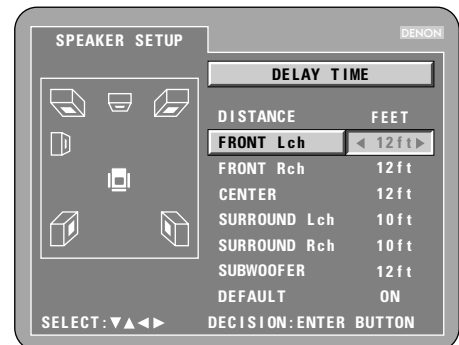 SPEAKER SETUP
DENON
DELAY TIME
DISTANCE FEET
FRONT Lch ◀ 12ft▶
FRONT Rch 12ft
CENTER 12ft
SURROUND Lch 10ft
SURROUND Rch 10ft
SUBWOOFER 12ft
DEFAULT ON
SELECT:▼▲◀▶ DECISION:ENTER BUTTON